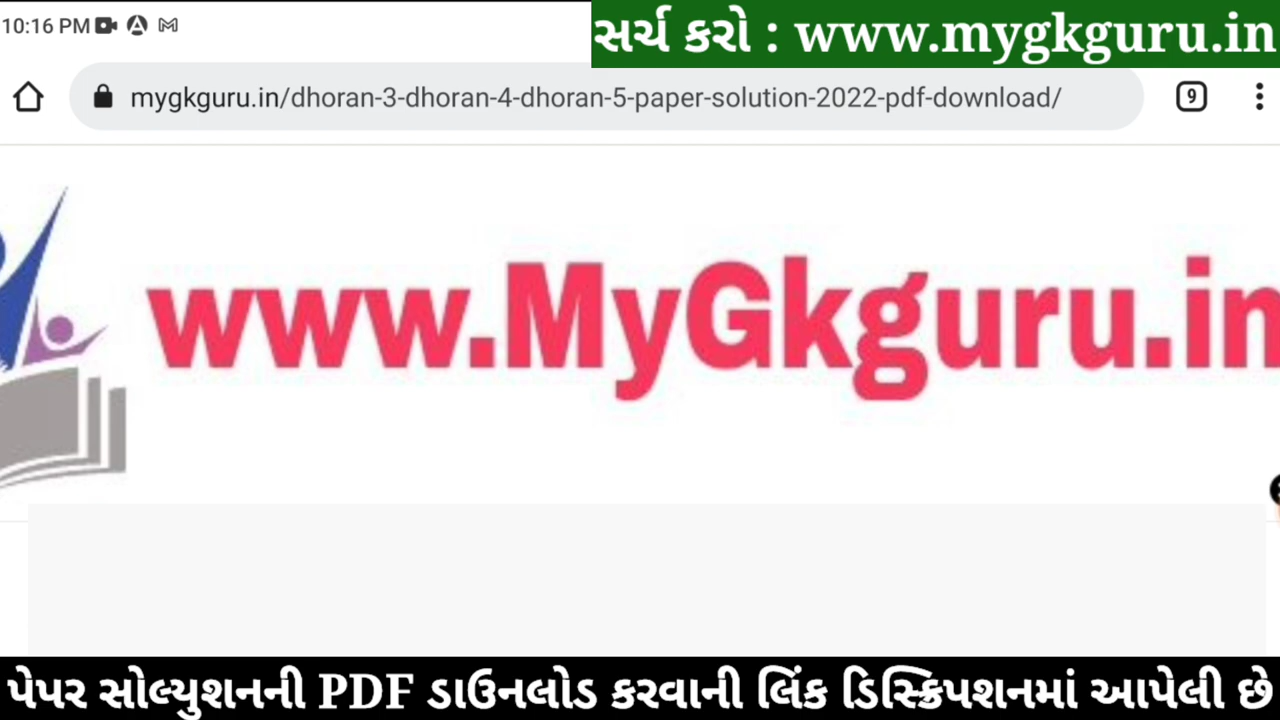 10:16 PM
સર્ચ કરો : www.mygkguru.in
mygkguru.in/dhoran-3-dhoran-4-dhoran-5-paper-solution-2022-pdf-download/
9
www.MyGkguru.in
પેપર સોલ્યુશનની PDF ડાઉનલોડ કરવાની લિંક ડિસ્ક્રિપશનમાં આપેલી છે